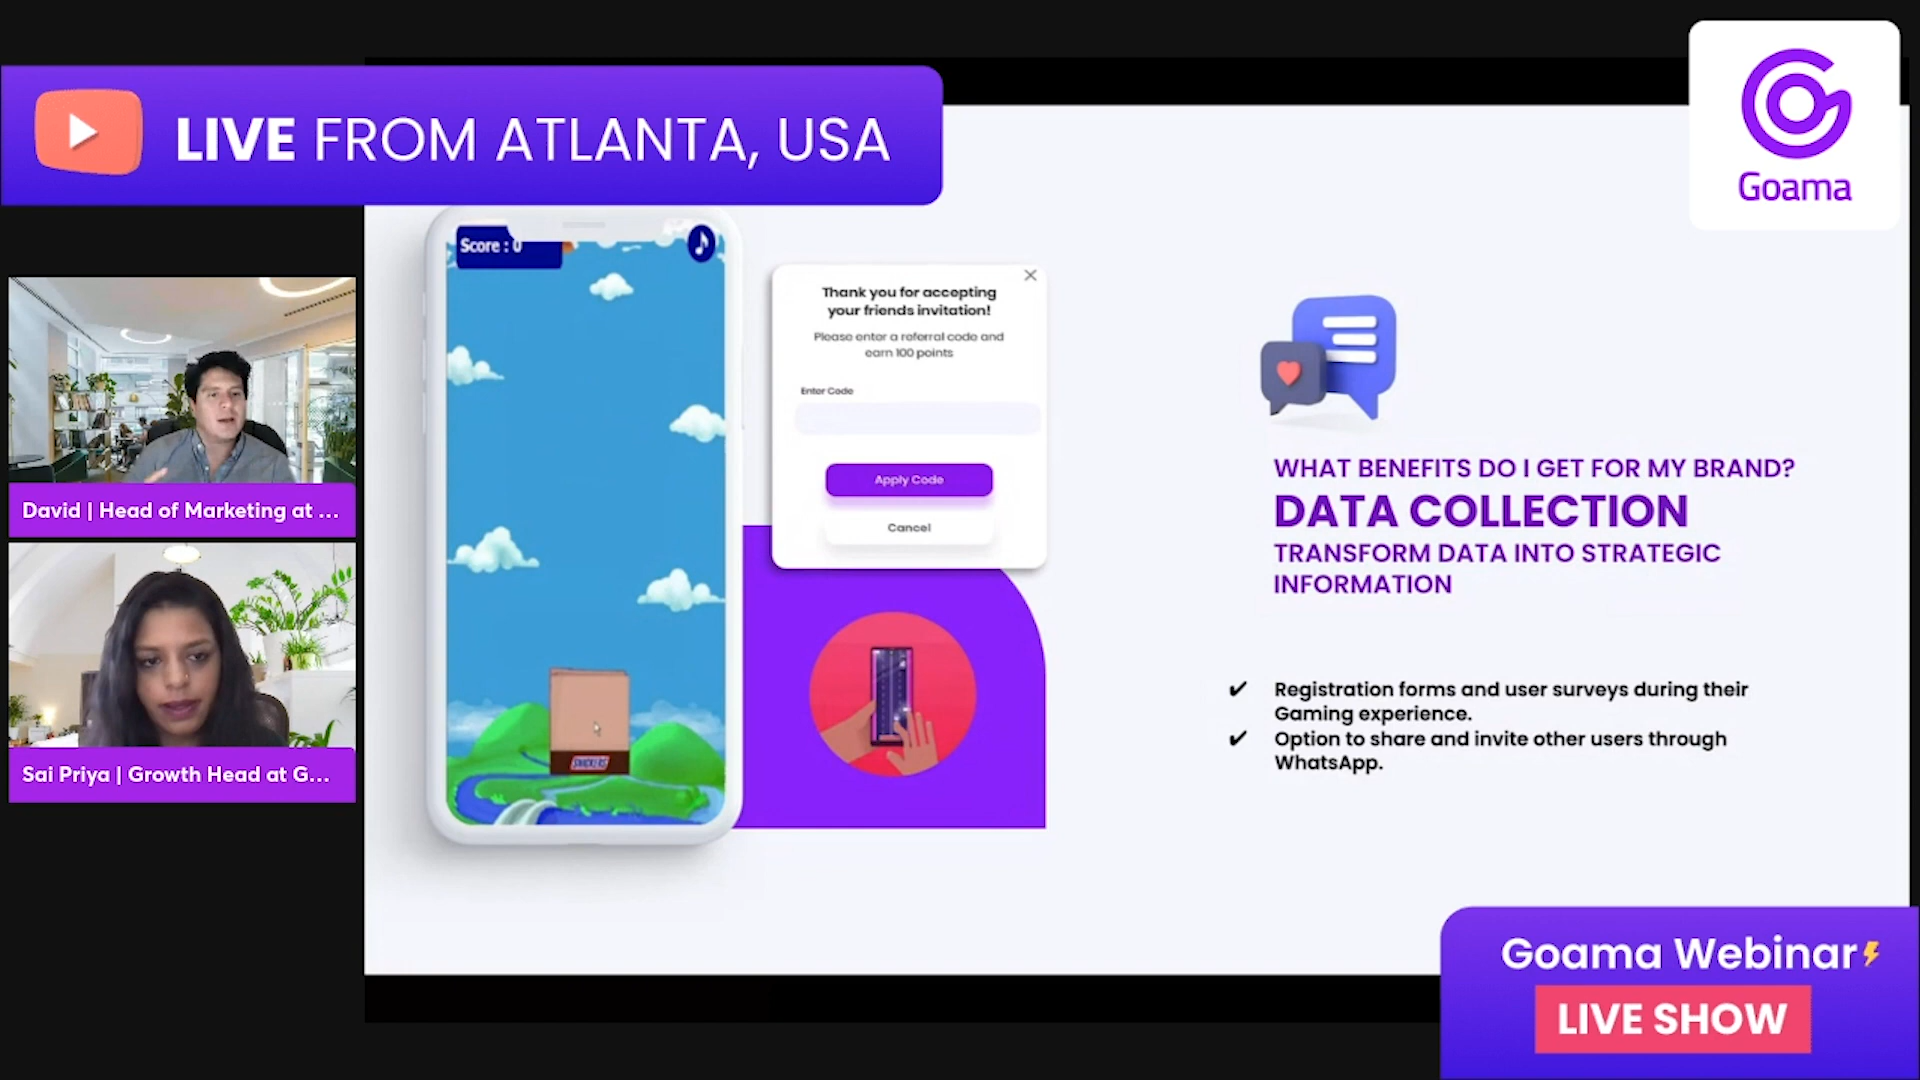 LIVE FROM ATLANTA, USA
Goama
David | Head of Marketing at ...
Sai Priya | Growth Head at G...
Score : 0
SNICKERS
Thank you for accepting
your friends invitation!
Please enter a referral code and
earn 100 points
Enter Code
Apply Code
Cancel
WHAT BENEFITS DO I GET FOR MY BRAND?
DATA COLLECTION
TRANSFORM DATA INTO STRATEGIC
INFORMATION
✔ Registration forms and user surveys during their
Gaming experience.
✔ Option to share and invite other users through
WhatsApp.
Goama Webinar⚡
LIVE SHOW